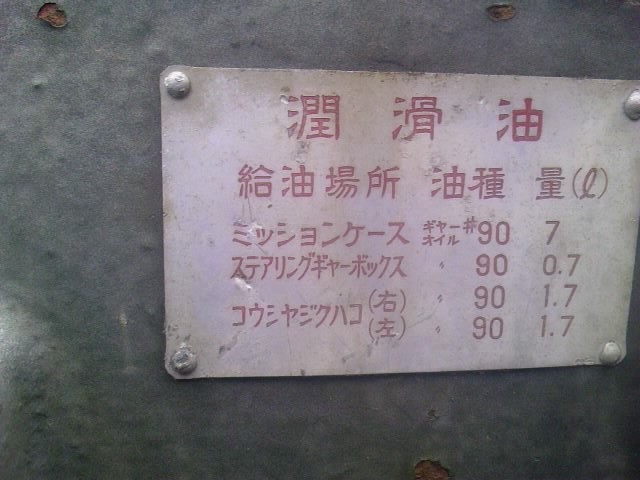 潤滑油
給油場所 油種 量(ℓ)
ミッションケース ギヤーオイル #90 7
ステアリングギャーボックス 〃 90 0.7
コウシヤジクハコ (右) 〃 90 1.7
(左) 〃 90 1.7